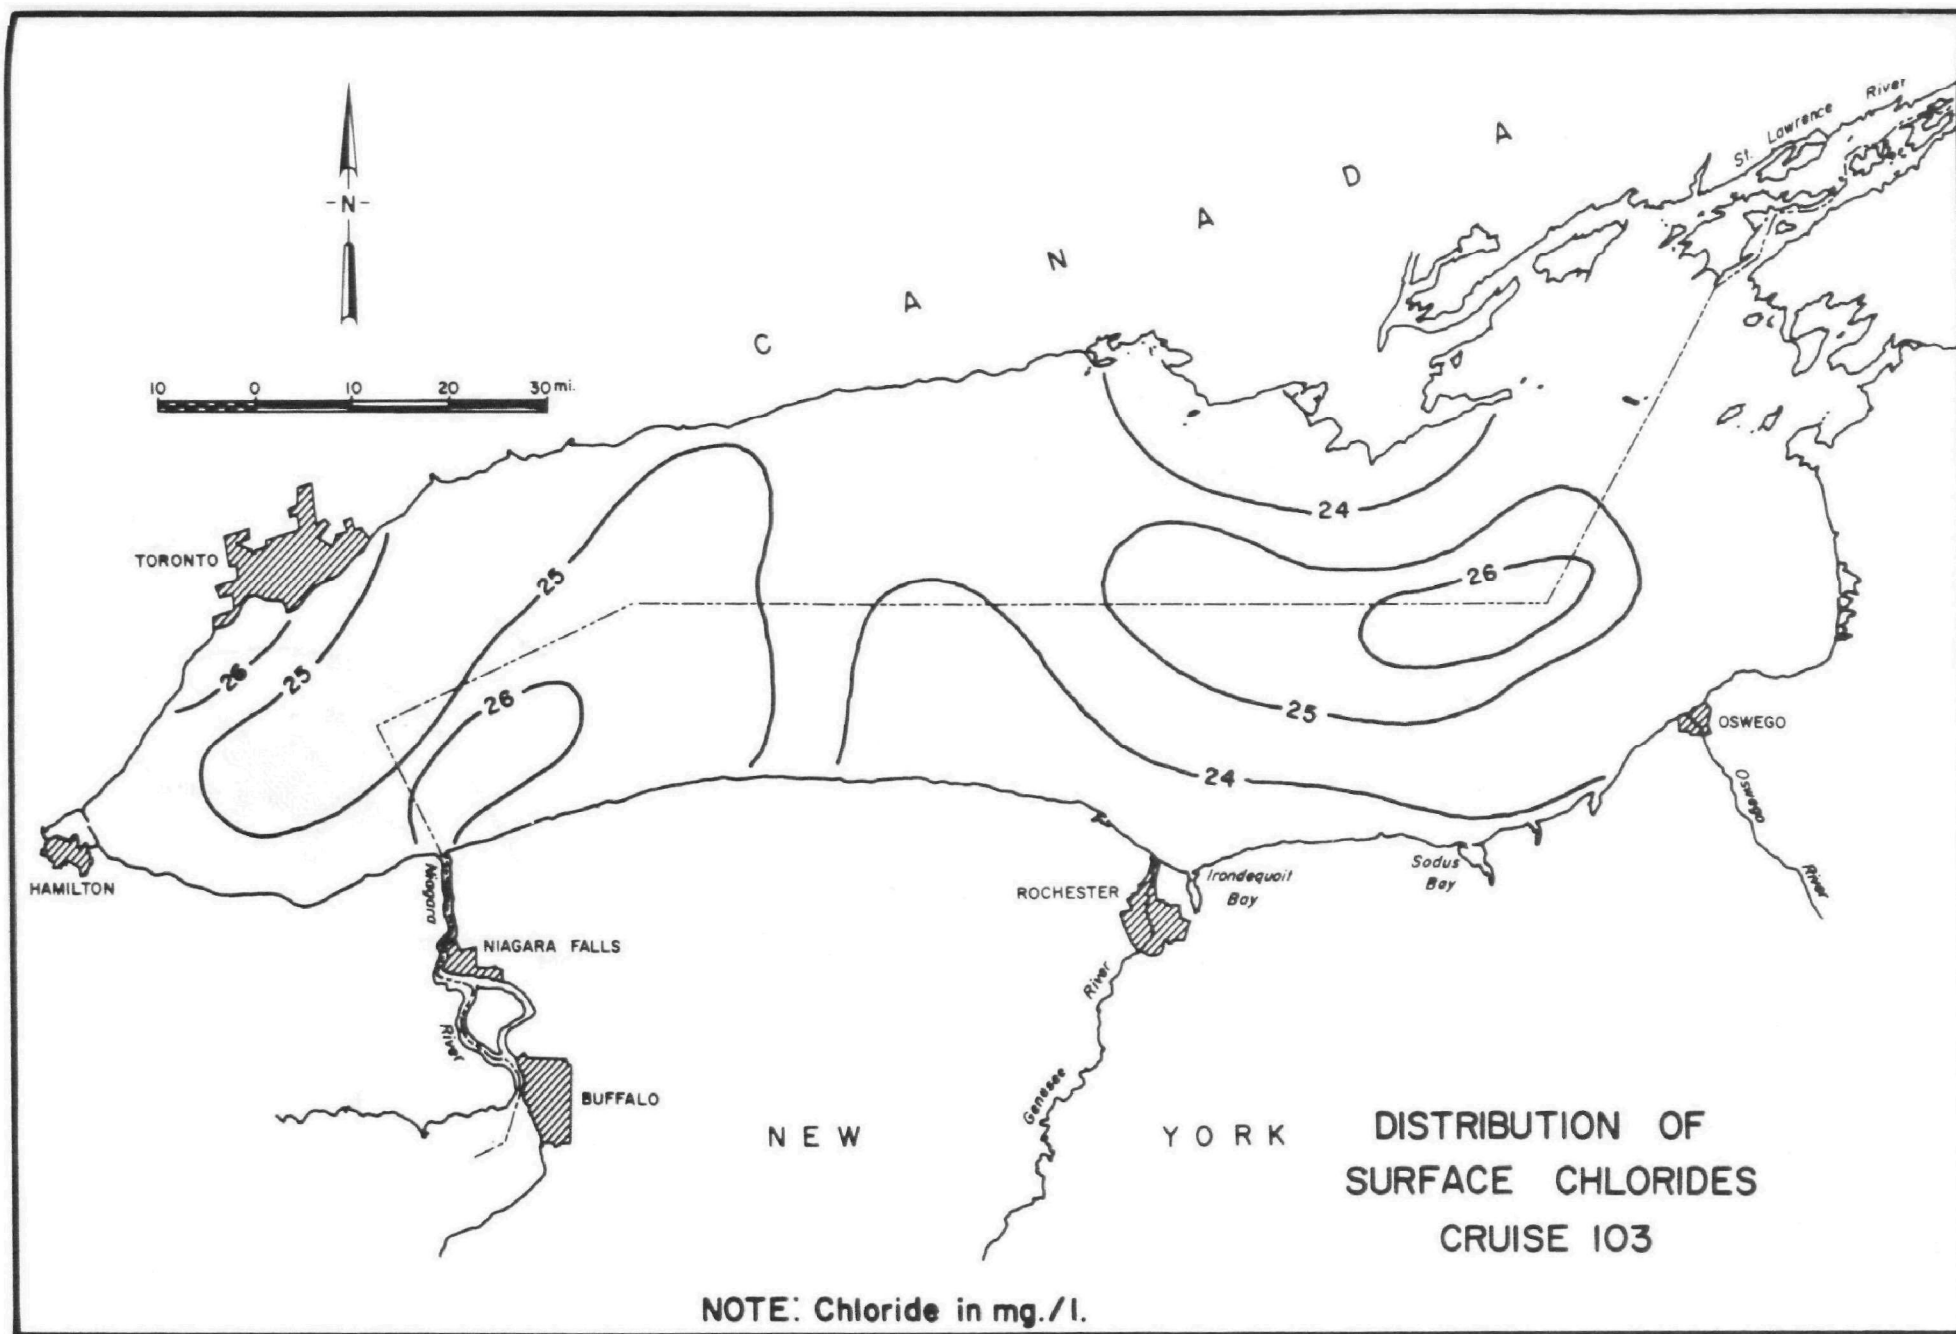 St. Lawrence River
C A N A D A
-N-
10 0 10 20 30 mi.
24
TORONTO
25
26
26
25
26
25
24
OSWEGO
Oswego River
HAMILTON
Niagara River
ROCHESTER
Irondequoit
Bay
Sodus
Bay
NIAGARA FALLS
Genesee River
BUFFALO
NEW YORK
DISTRIBUTION OF
SURFACE CHLORIDES
CRUISE 103
NOTE: Chloride in mg./l.